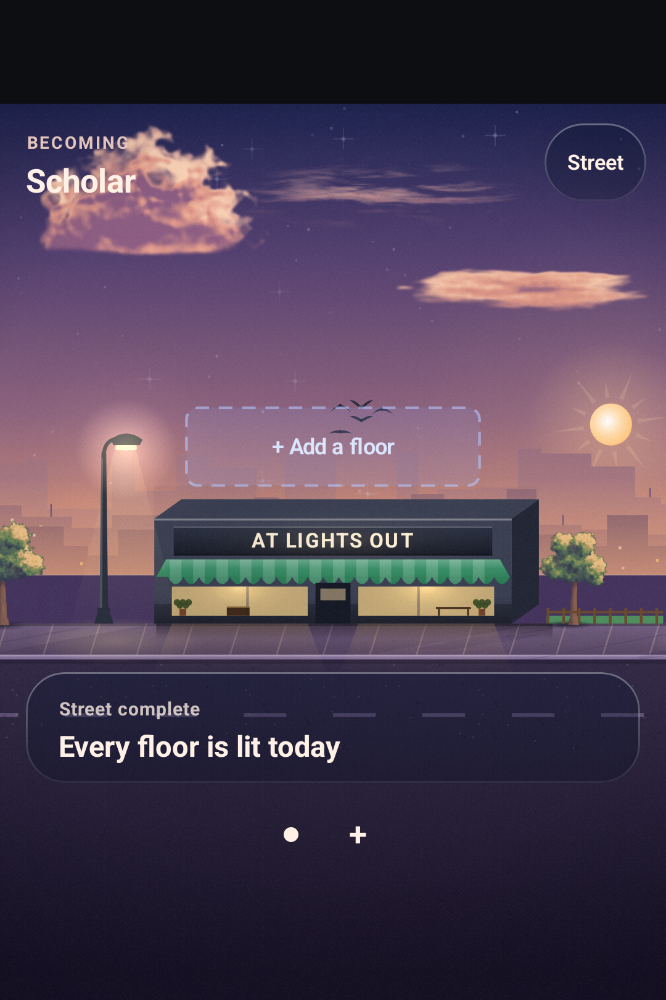 BECOMING
Scholar
Street
+ Add a floor
AT LIGHTS OUT
Street complete
Every floor is lit today
+